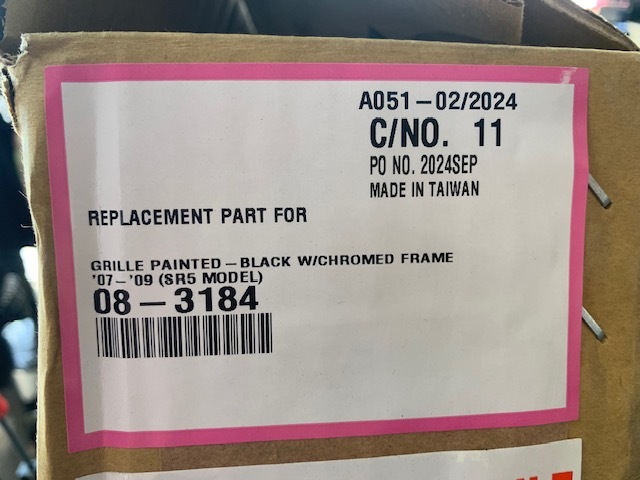 A051-02/2024
C/NO. 11
PO NO. 2024SEP
MADE IN TAIWAN
REPLACEMENT PART FOR
GRILLE PAINTED-BLACK W/CHROMED FRAME
'07-'09 (SR5 MODEL)
08-3184